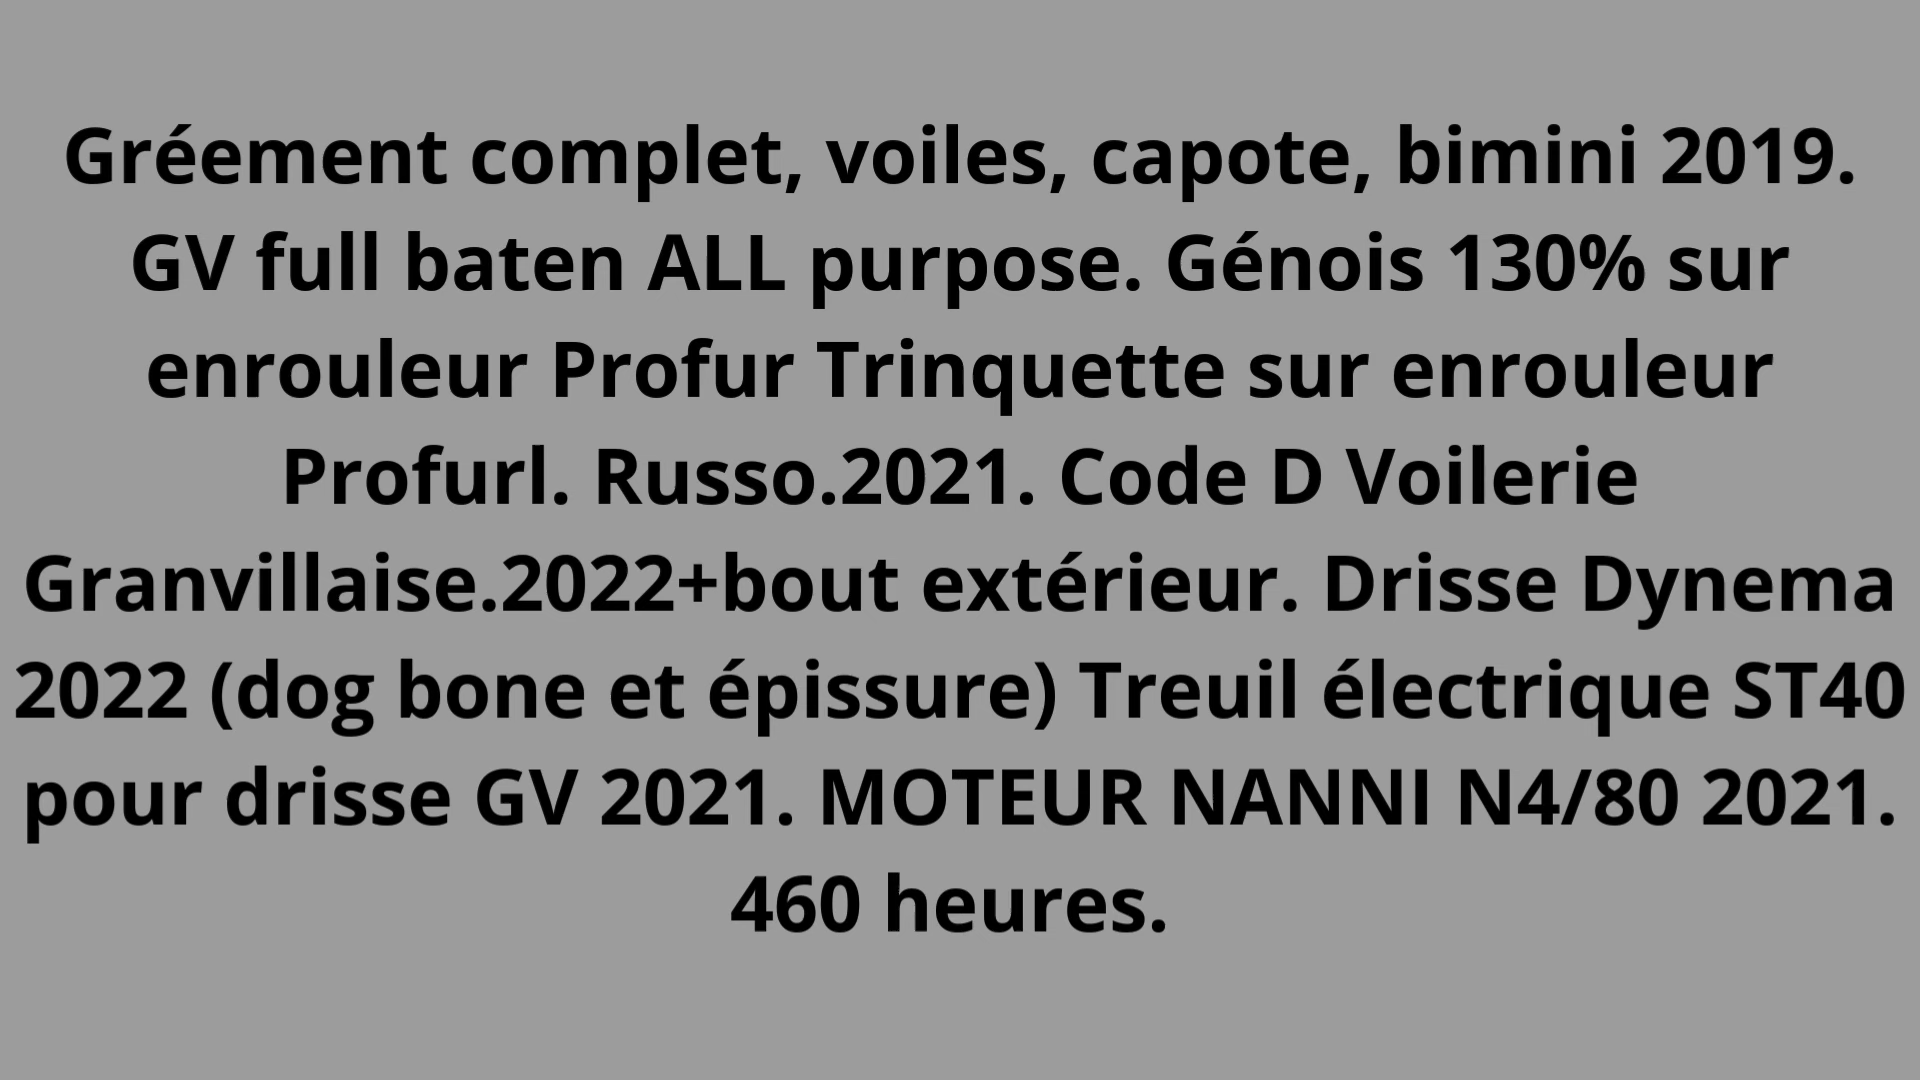 Gréement complet, voiles, capote, bimini 2019.
GV full baten ALL purpose. Génois 130% sur
enrouleur Profur Trinquette sur enrouleur
Profurl. Russo.2021. Code D Voilerie
Granvillaise.2022+bout extérieur. Drisse Dynema
2022 (dog bone et épissure) Treuil électrique ST40
pour drisse GV 2021. MOTEUR NANNI N4/80 2021.
460 heures.